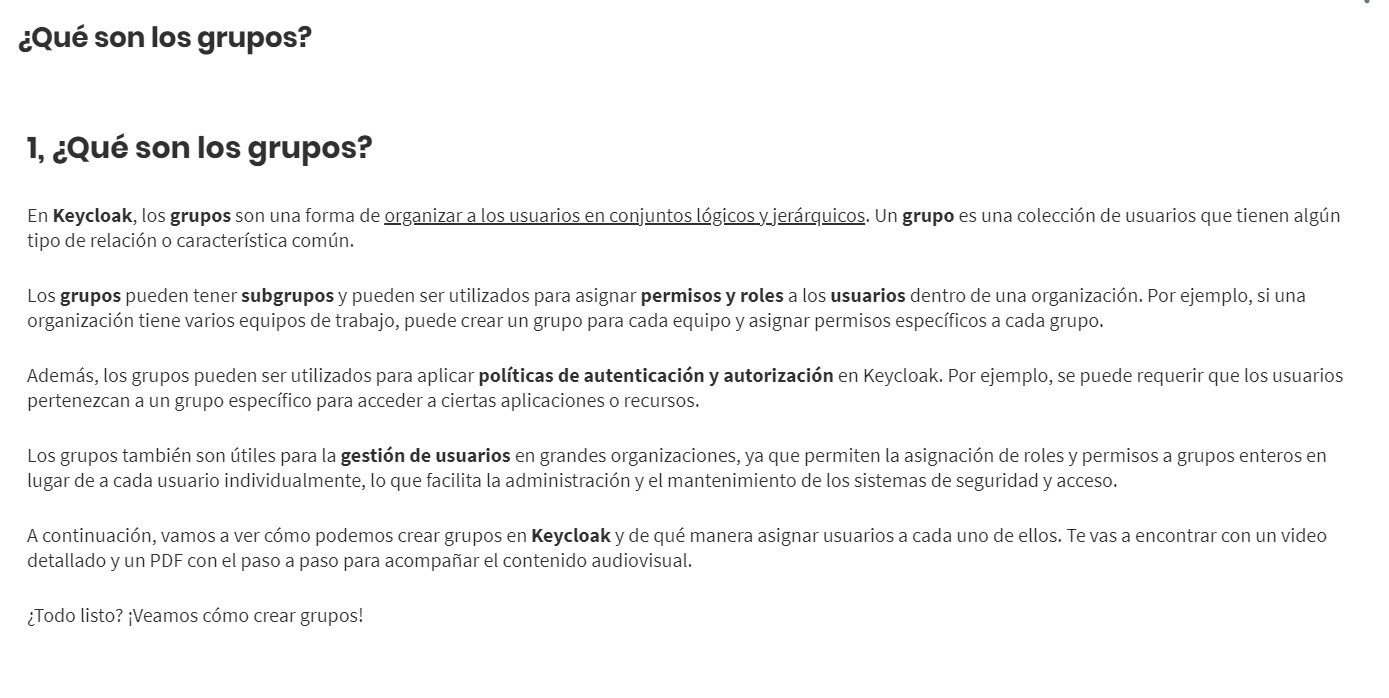 ¿Qué son los grupos?
1, ¿Qué son los grupos?
En Keycloak, los grupos son una forma de organizar a los usuarios en conjuntos lógicos y jerárquicos. Un grupo es una colección de usuarios que tienen algún
tipo de relación o característica común.
Los grupos pueden tener subgrupos y pueden ser utilizados para asignar permisos y roles a los usuarios dentro de una organización. Por ejemplo, si una
organización tiene varios equipos de trabajo, puede crear un grupo para cada equipo y asignar permisos específicos a cada grupo.
Además, los grupos pueden ser utilizados para aplicar políticas de autenticación y autorización en Keycloak. Por ejemplo, se puede requerir que los usuarios
pertenezcan a un grupo específico para acceder a ciertas aplicaciones o recursos.
Los grupos también son útiles para la gestión de usuarios en grandes organizaciones, ya que permiten la asignación de roles y permisos a grupos enteros en
lugar de a cada usuario individualmente, lo que facilita la administración y el mantenimiento de los sistemas de seguridad y acceso.
A continuación, vamos a ver cómo podemos crear grupos en Keycloak y de qué manera asignar usuarios a cada uno de ellos. Te vas a encontrar con un video
detallado y un PDF con el paso a paso para acompañar el contenido audiovisual.
¿Todo listo? ¡Veamos cómo crear grupos!